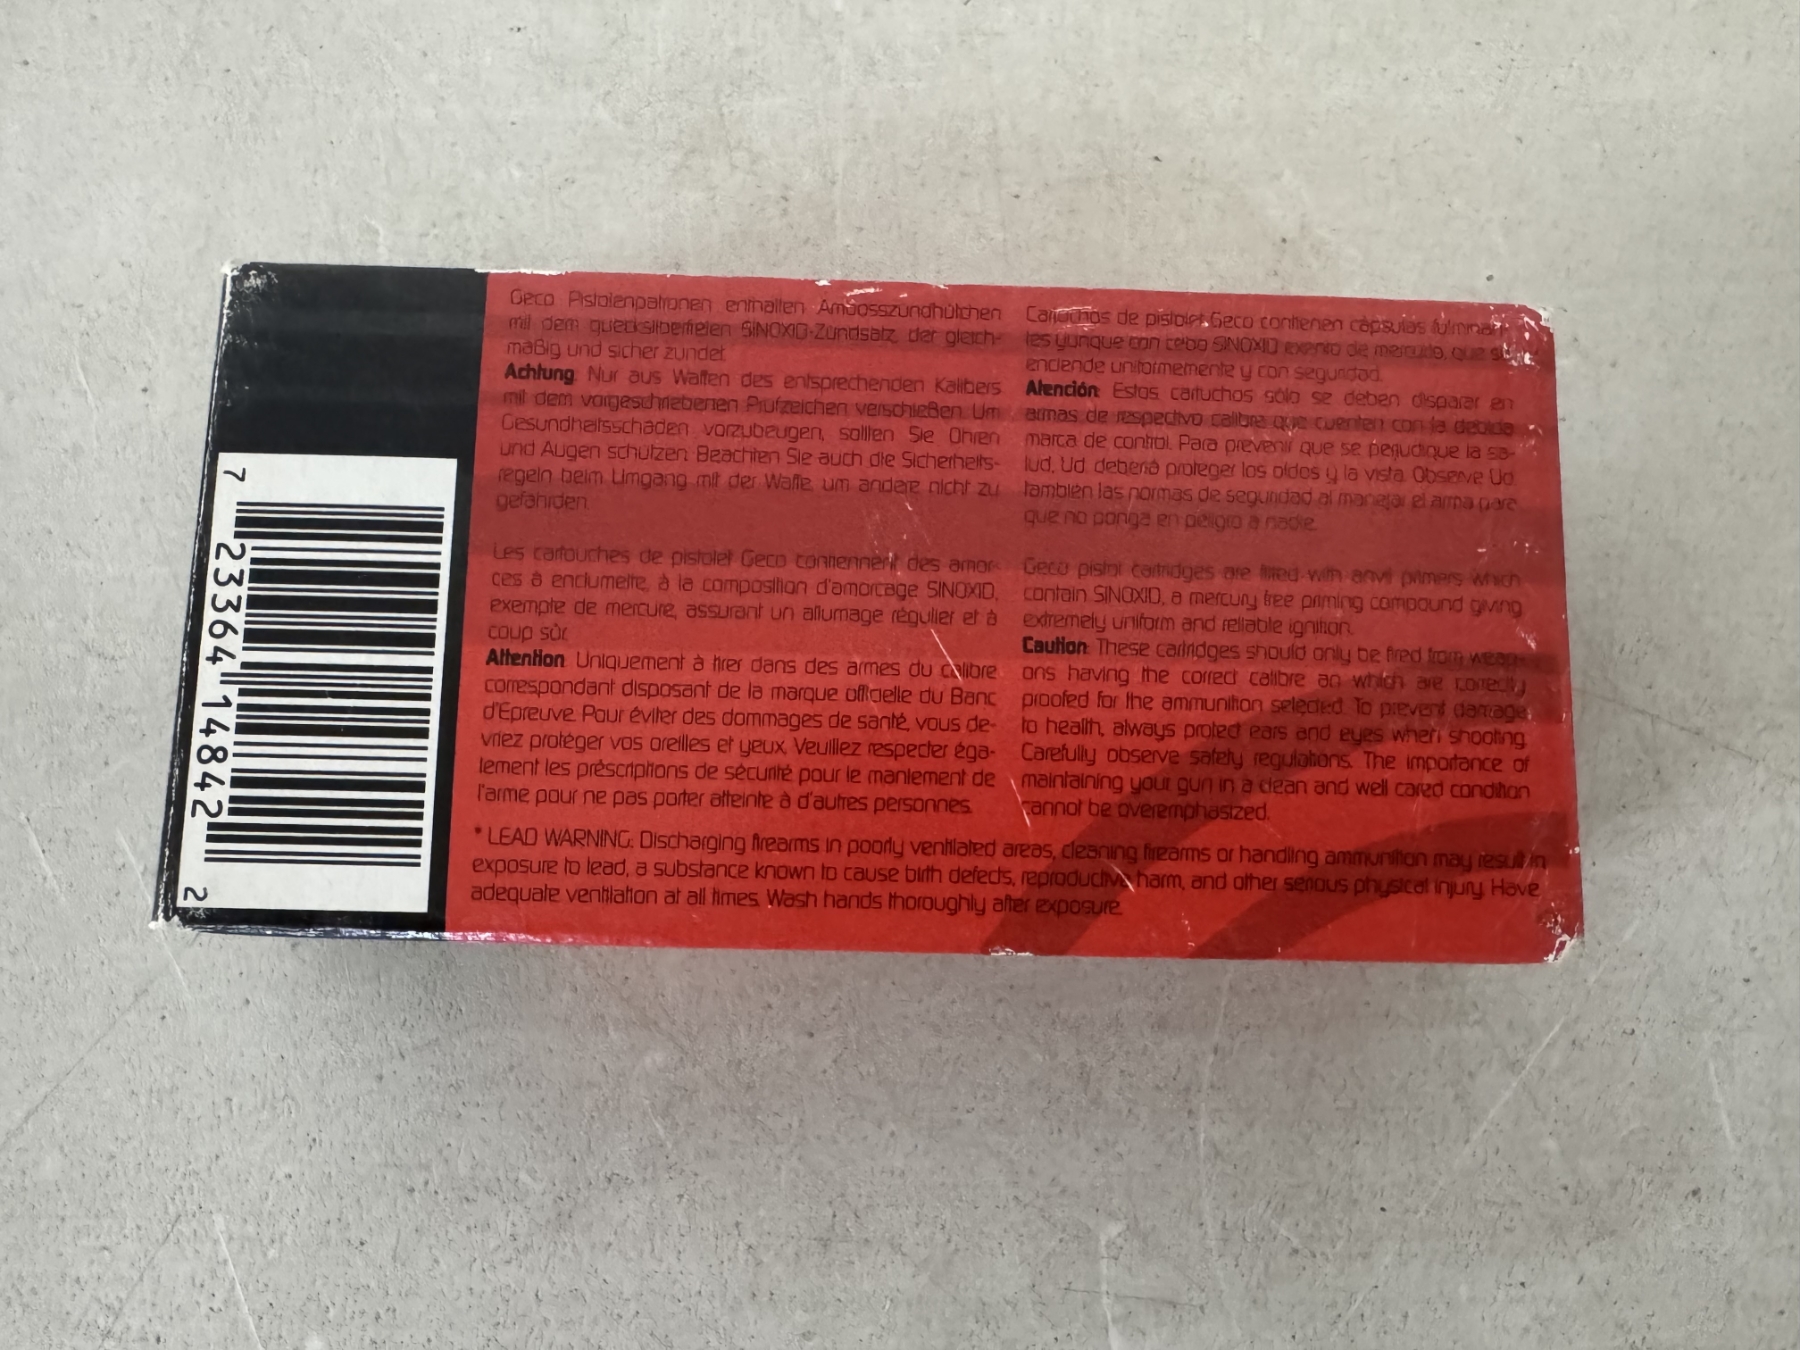 Geco Pistolenpatronen enthalten Amboosszündhütchen
mit dem quecksilberfreien SINOXID-Zündsatz, der gleich-
mäßig und sicher zündet.
Achtung: Nur aus Waffen des entsprechenden Kalibers
mit dem vorgeschriebenen Prüfzeichen verschießen. Um
Gesundheitsschäden vorzubeugen, sollten Sie Ohren
und Augen schützen. Beachten Sie auch die Sicherheits-
regeln beim Umgang mit der Waffe, um andere nicht zu
gefährden.
Les cartouches de pistolet Geco contiennent des amor-
ces à enclumette, à la composition d'amorçage SINOXID,
exempte de mercure, assurant un allumage régulier et à
coup sûr.
Attention: Uniquement à tirer dans des armes du calibre
correspondant disposant de la marque officielle du Banc
d'Epreuve. Pour éviter des dommages de santé, vous de-
vriez protéger vos oreilles et yeux. Veuillez respecter éga-
lement les préscriptions de sécurité pour le maniement de
l'arme pour ne pas porter atteinte à d'autres personnes.
Cartuchos de pistolet Geco contienen cápsulas fulminan-
tes yunque con cebo SINOXID exento de mercurio, que se
enciende uniformemente y con seguridad.
Atención: Estos cartuchos sólo se deben disparar en
armas de respectivo calibre que cuenten con la debida
marca de control. Para prevenir que se perjudique la sa-
lud, Ud. deberá proteger los oídos y la vista. Observe Ud.
también las normas de seguridad al manejar el arma para
que no ponga en peligro a nadie.
Geco pistol cartridges are fitted with anvil primers which
contain SINOXID, a mercury free priming compound giving
extremely uniform and reliable ignition.
Caution: These cartridges should only be fired from weap-
ons having the correct calibre an which are correctly
proofed for the ammunition selected. To prevent damage
to health, always protect ears and eyes when shooting.
Carefully observe safety regulations. The importance of
maintaining your gun in a clean and well cared condition
cannot be overemphasized.
* LEAD WARNING: Discharging firearms in poorly ventilated areas, cleaning firearms or handling ammunition may result in
exposure to lead, a substance known to cause birth defects, reproductive harm, and other serious physical injury. Have
adequate ventilation at all times. Wash hands thoroughly after exposure.
7 23364 14842 2